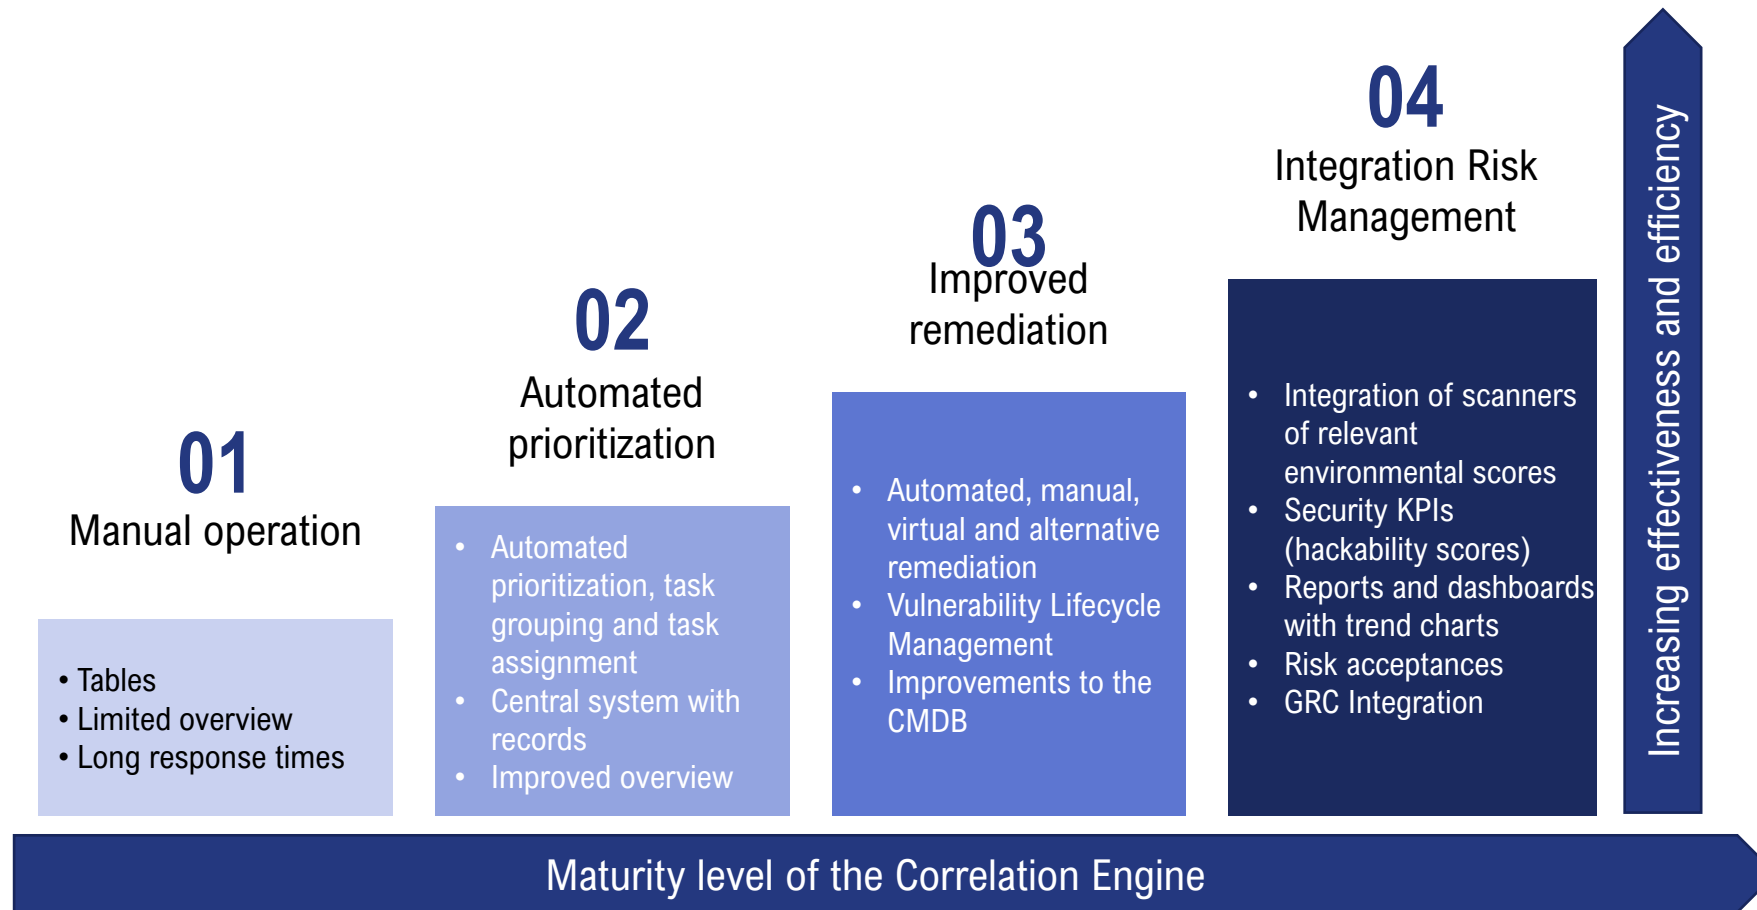 01
Manual operation
• Tables
• Limited overview
• Long response times
02
Automated
prioritization
• Automated
prioritization, task
grouping and task
assignment
• Central system with
records
• Improved overview
03
Improved
remediation
• Automated, manual,
virtual and alternative
remediation
• Vulnerability Lifecycle
Management
• Improvements to the
CMDB
04
Integration Risk
Management
• Integration of scanners
of relevant
environmental scores
• Security KPIs
(hackability scores)
• Reports and dashboards
with trend charts
• Risk acceptances
• GRC Integration
Increasing effectiveness and efficiency
Maturity level of the Correlation Engine